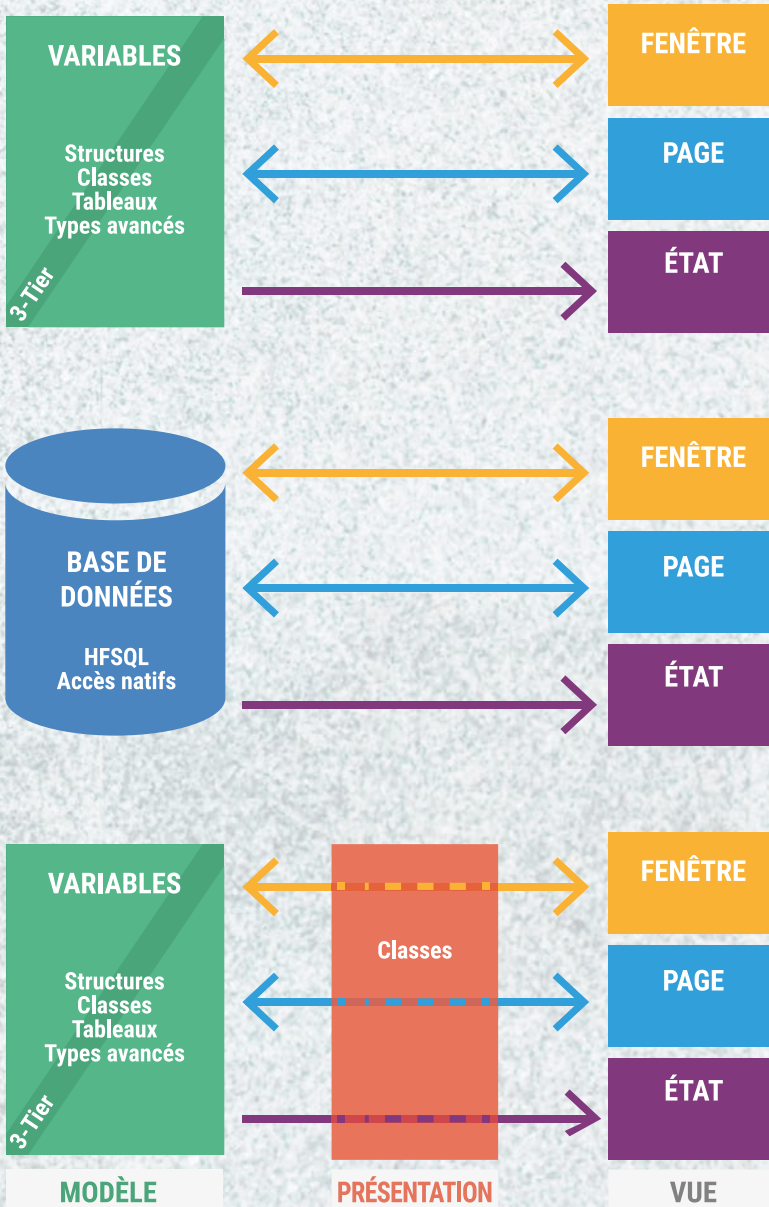 VARIABLES
Structures
Classes
Tableaux
Types avancés
3-Tier
FENÊTRE
PAGE
ÉTAT
BASE DE
DONNÉES
HFSQL
Accès natifs
FENÊTRE
PAGE
ÉTAT
VARIABLES
Structures
Classes
Tableaux
Types avancés
3-Tier
Classes
FENÊTRE
PAGE
ÉTAT
MODÈLE
PRÉSENTATION
VUE